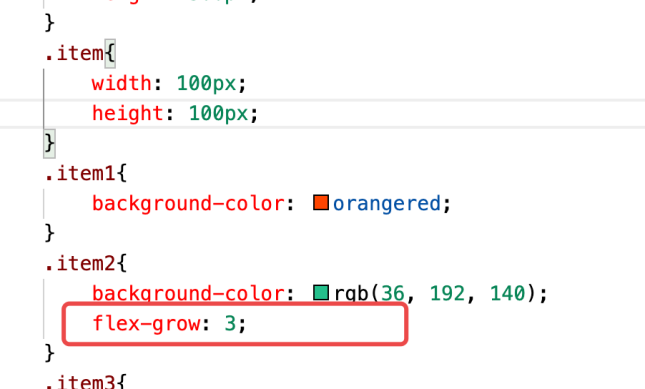 }
.item{
width: 100px;
height: 100px;
}
.item1{
background-color: orangered;
}
.item2{
background-color: rgb(36, 192, 140);
flex-grow: 3;
}
.item3{